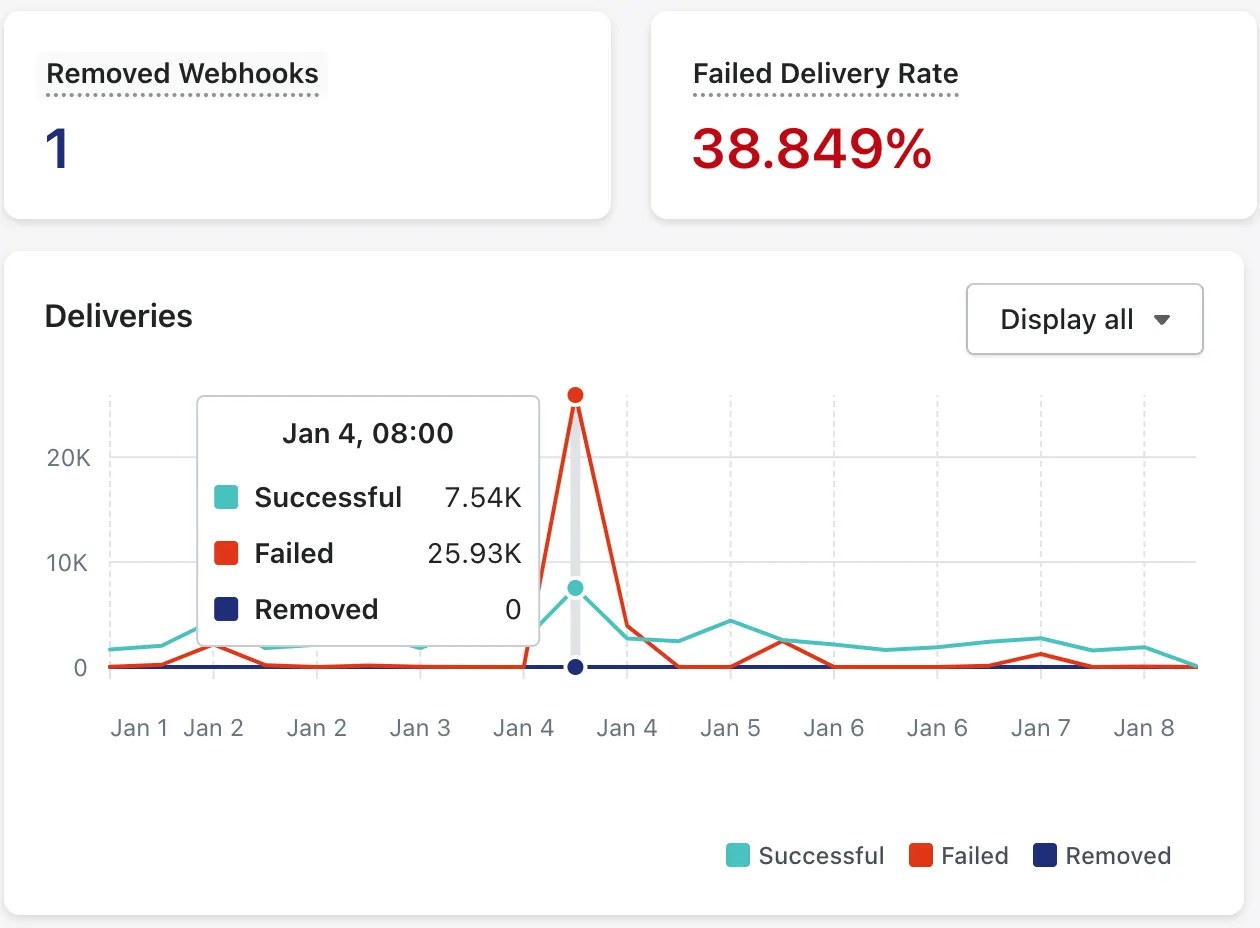 Removed Webhooks
1
Failed Delivery Rate
38.849%
Deliveries
Display all
Jan 4, 08:00
Successful 7.54K
Failed 25.93K
Removed 0
20K
10K
0
Jan 1 Jan 2 Jan 2 Jan 3 Jan 4 Jan 4 Jan 5 Jan 6 Jan 6 Jan 7 Jan 8
Successful Failed Removed